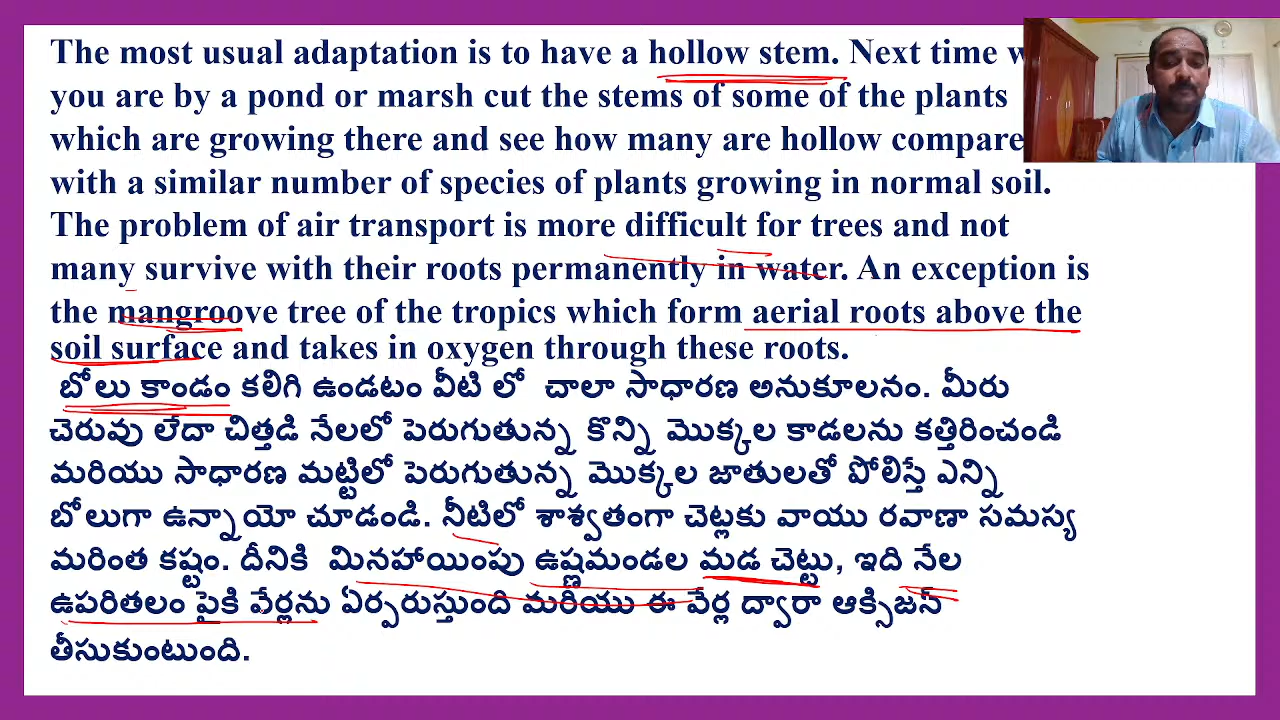 The most usual adaptation is to have a hollow stem. Next time
you are by a pond or marsh cut the stems of some of the plants
which are growing there and see how many are hollow compare
with a similar number of species of plants growing in normal soil.
The problem of air transport is more difficult for trees and not
many survive with their roots permanently in water. An exception is
the mangroove tree of the tropics which form aerial roots above the
soil surface and takes in oxygen through these roots.
బోలు కాండం కలిగి ఉండటం వీటి లో చాలా సాధారణ అనుకూలనం. మీరు
చెరువు లేదా చిత్తడి నేలలో పెరుగుతున్న కొన్ని మొక్కల కాడలను కత్తిరించండి
మరియు సాధారణ మట్టిలో పెరుగుతున్న మొక్కల జాతులతో పోలిస్తే ఎన్ని
బోలుగా ఉన్నాయో చూడండి. నీటిలో శాశ్వతంగా చెట్లకు వాయు రవాణా సమస్య
మరింత కష్టం. దీనికి మినహాయింపు ఉష్ణమండల మడ చెట్టు, ఇది నేల
ఉపరితలం పైకి వేర్లను ఏర్పరుస్తుంది మరియు ఈ వేర్ల ద్వారా ఆక్సిజన్
తీసుకుంటుంది.